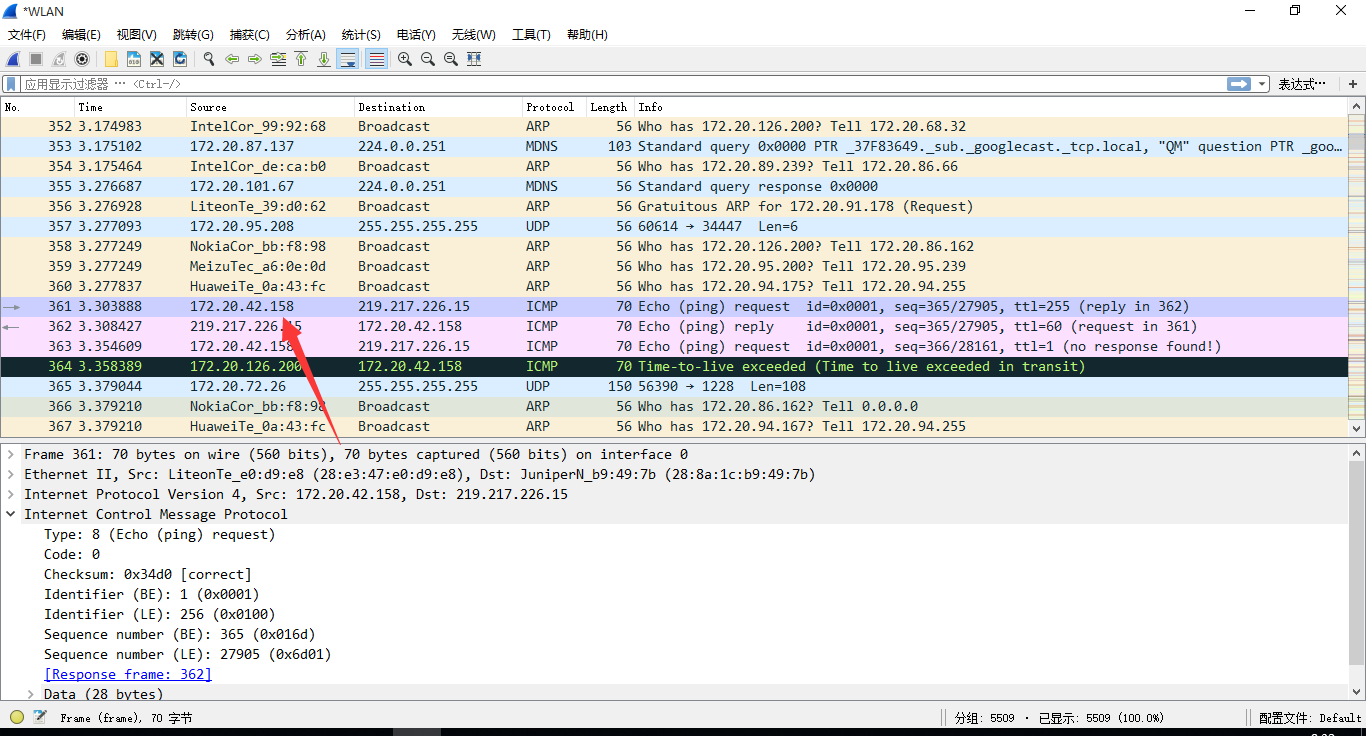 *WLAN
文件(F) 编辑(E) 视图(V) 跳转(G) 捕获(C) 分析(A) 统计(S) 电话(Y) 无线(W) 工具(T) 帮助(H)
应用显示过滤器 … <Ctrl-/> 表达式… +
No. Time Source Destination Protocol Length Info
352 3.174983 IntelCor_99:92:68 Broadcast ARP 56 Who has 172.20.126.200? Tell 172.20.68.32
353 3.175102 172.20.87.137 224.0.0.251 MDNS 103 Standard query 0x0000 PTR _37F83649._sub._googlecast._tcp.local, "QM" question PTR _goo…
354 3.175464 IntelCor_de:ca:b0 Broadcast ARP 56 Who has 172.20.89.239? Tell 172.20.86.66
355 3.276687 172.20.101.67 224.0.0.251 MDNS 56 Standard query response 0x0000
356 3.276928 LiteonTe_39:d0:62 Broadcast ARP 56 Gratuitous ARP for 172.20.91.178 (Request)
357 3.277093 172.20.95.208 255.255.255.255 UDP 56 60614 → 34447 Len=6
358 3.277249 NokiaCor_bb:f8:98 Broadcast ARP 56 Who has 172.20.126.200? Tell 172.20.86.162
359 3.277249 MeizuTec_a6:0e:0d Broadcast ARP 56 Who has 172.20.95.200? Tell 172.20.95.239
360 3.277837 HuaweiTe_0a:43:fc Broadcast ARP 56 Who has 172.20.94.175? Tell 172.20.94.255
361 3.303888 172.20.42.158 219.217.226.15 ICMP 70 Echo (ping) request id=0x0001, seq=365/27905, ttl=255 (reply in 362)
362 3.308427 219.217.226.15 172.20.42.158 ICMP 70 Echo (ping) reply id=0x0001, seq=365/27905, ttl=60 (request in 361)
363 3.354609 172.20.42.158 219.217.226.15 ICMP 70 Echo (ping) request id=0x0001, seq=366/28161, ttl=1 (no response found!)
364 3.358389 172.20.126.200 172.20.42.158 ICMP 70 Time-to-live exceeded (Time to live exceeded in transit)
365 3.379044 172.20.72.26 255.255.255.255 UDP 150 56390 → 1228 Len=108
366 3.379210 NokiaCor_bb:f8:98 Broadcast ARP 56 Who has 172.20.86.162? Tell 0.0.0.0
367 3.379210 HuaweiTe_0a:43:fc Broadcast ARP 56 Who has 172.20.94.167? Tell 172.20.94.255
Frame 361: 70 bytes on wire (560 bits), 70 bytes captured (560 bits) on interface 0
Ethernet II, Src: LiteonTe_e0:d9:e8 (28:e3:47:e0:d9:e8), Dst: JuniperN_b9:49:7b (28:8a:1c:b9:49:7b)
Internet Protocol Version 4, Src: 172.20.42.158, Dst: 219.217.226.15
Internet Control Message Protocol
Type: 8 (Echo (ping) request)
Code: 0
Checksum: 0x34d0 [correct]
Identifier (BE): 1 (0x0001)
Identifier (LE): 256 (0x0100)
Sequence number (BE): 365 (0x016d)
Sequence number (LE): 27905 (0x6d01)
[Response frame: 362]
Data (28 bytes)
Frame (frame), 70 字节 分组: 5509 · 已显示: 5509 (100.0%) 配置文件: Default